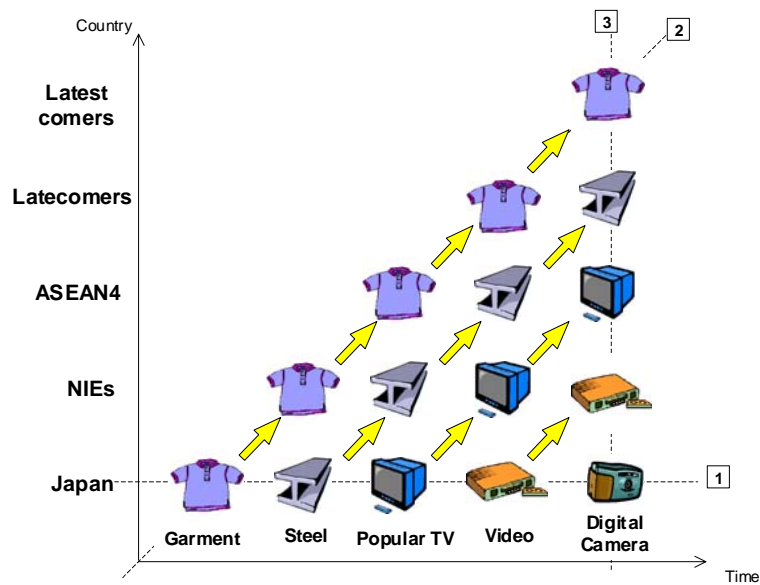 Country
3
2
Latest
comers
Latecomers
ASEAN4
NIEs
Japan
1
Garment
Steel
Popular TV
Video
Digital
Camera
Time